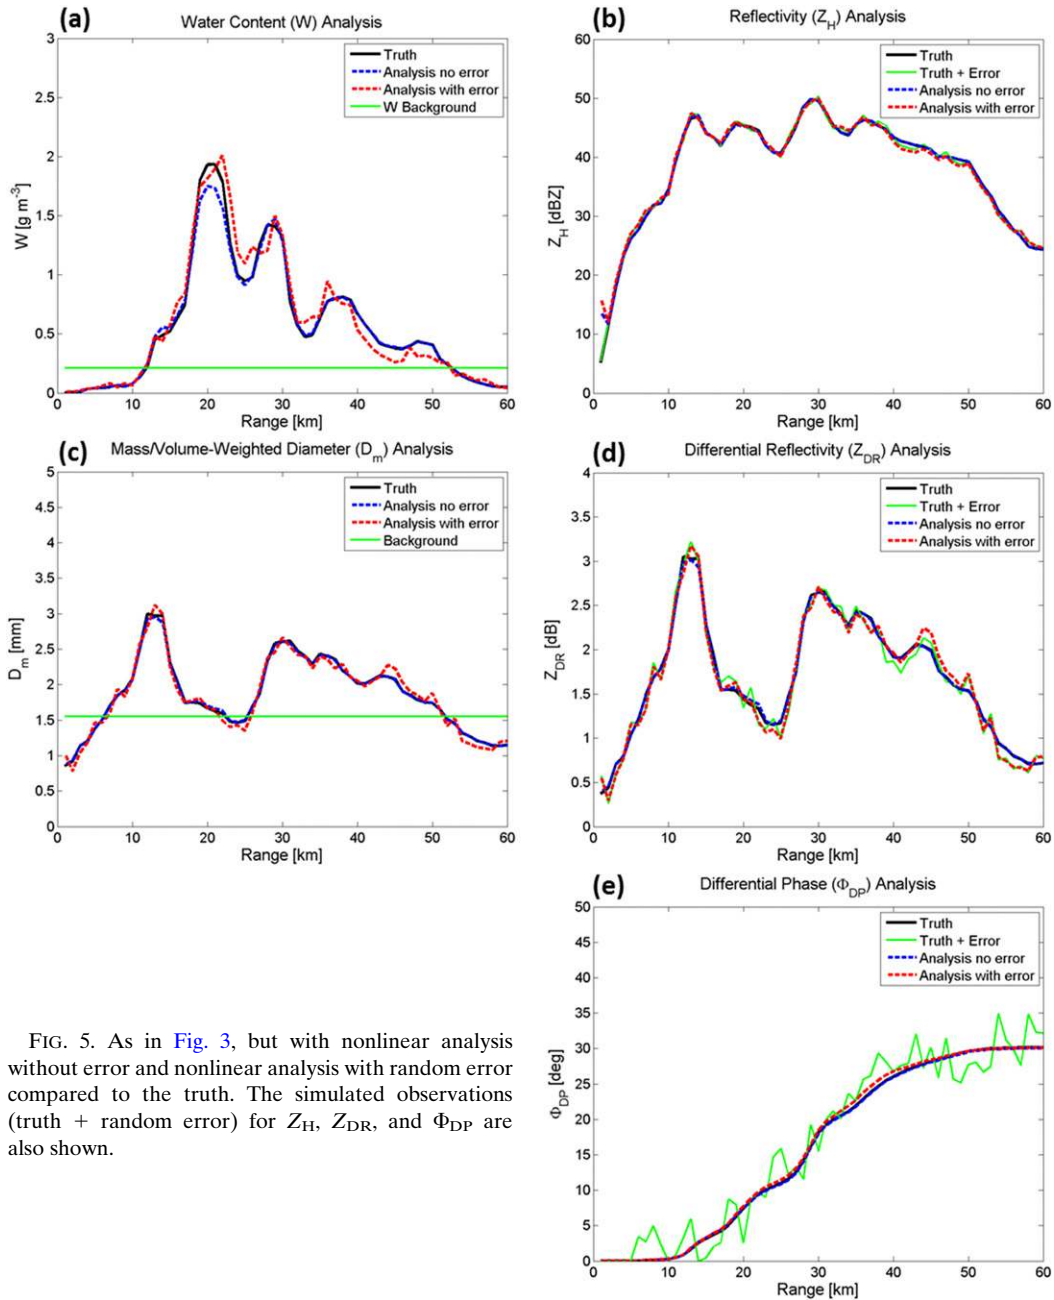 (a)
Water Content (W) Analysis
3
2.5
2
1.5
1
0.5
0
W [g m-3]
Truth
Analysis no error
Analysis with error
W Background
0 10 20 30 40 50 60
Range [km]
(b)
Reflectivity (ZH) Analysis
60
50
40
30
20
10
0
ZH [dBZ]
Truth
Truth + Error
Analysis no error
Analysis with error
0 10 20 30 40 50 60
Range [km]
(c)
Mass/Volume-Weighted Diameter (Dm) Analysis
5
4.5
4
3.5
3
2.5
2
1.5
1
0.5
0
Dm [mm]
Truth
Analysis no error
Analysis with error
Background
0 10 20 30 40 50 60
Range [km]
(d)
Differential Reflectivity (ZDR) Analysis
4
3.5
3
2.5
2
1.5
1
0.5
0
ZDR [dB]
Truth
Truth + Error
Analysis no error
Analysis with error
0 10 20 30 40 50 60
Range [km]
(e)
Differential Phase (ΦDP) Analysis
50
45
40
35
30
25
20
15
10
5
0
ΦDP [deg]
Truth
Truth + Error
Analysis no error
Analysis with error
0 10 20 30 40 50 60
Range [km]
FIG. 5. As in Fig. 3, but with nonlinear analysis
without error and nonlinear analysis with random error
compared to the truth. The simulated observations
(truth + random error) for ZH, ZDR, and ΦDP are
also shown.